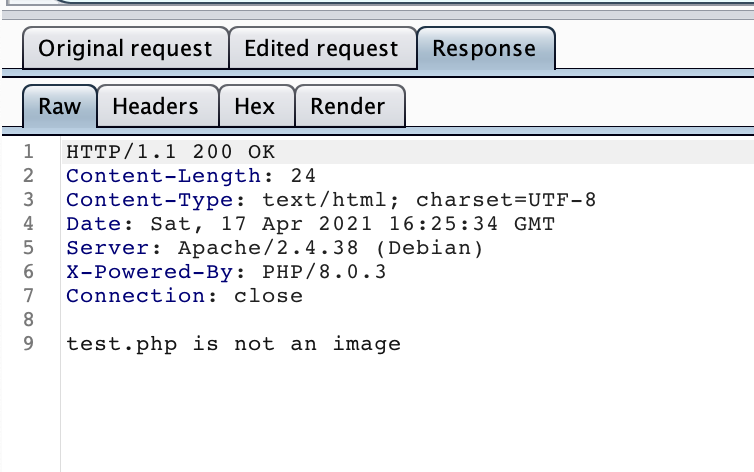 Original request Edited request Response
Raw Headers Hex Render
1 HTTP/1.1 200 OK
2 Content-Length: 24
3 Content-Type: text/html; charset=UTF-8
4 Date: Sat, 17 Apr 2021 16:25:34 GMT
5 Server: Apache/2.4.38 (Debian)
6 X-Powered-By: PHP/8.0.3
7 Connection: close
8
9 test.php is not an image